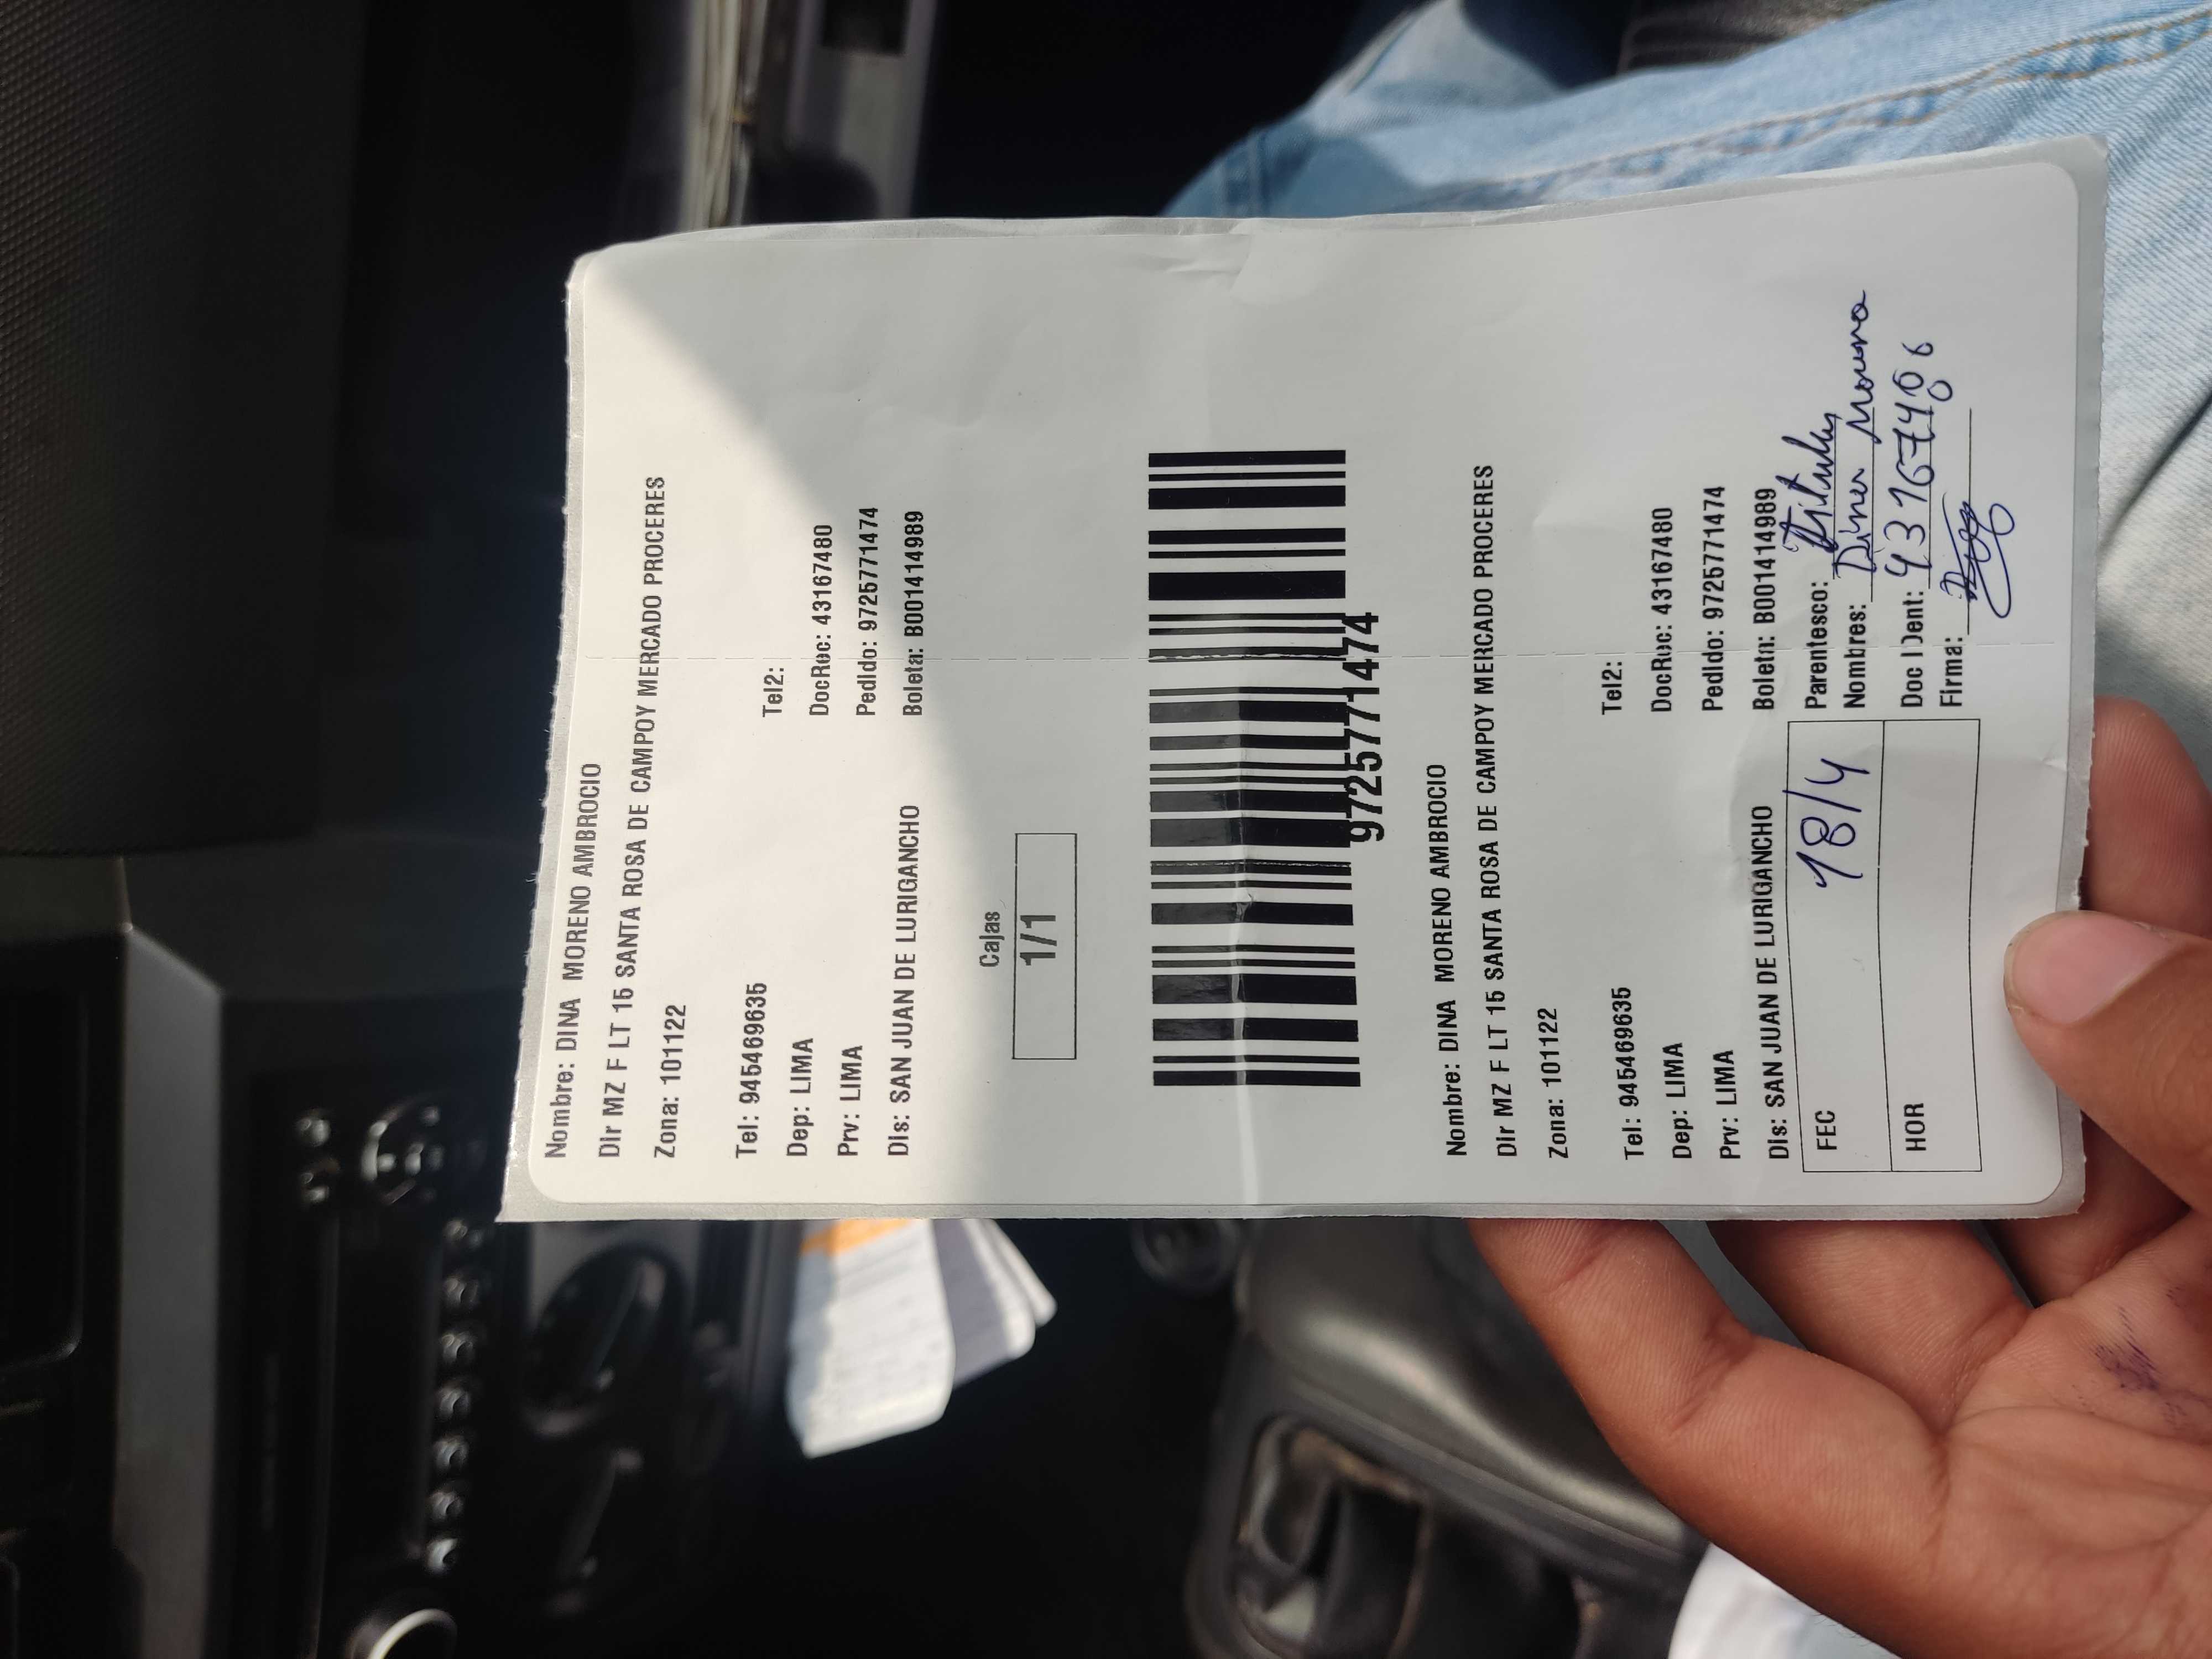 Nombre: DINA MORENO AMBROCIO
Dir MZ F LT 15 SANTA ROSA DE CAMPOY MERCADO PROCERES
Zona: 101122
Tel: 945469635 Tel2:
Dep: LIMA DocRec: 43167480
Prv: LIMA Pedido: 9725771474
Dis: SAN JUAN DE LURIGANCHO Boleta: B001414989
Cajas
1/1
9725771474
Nombre: DINA MORENO AMBROCIO
Dir MZ F LT 15 SANTA ROSA DE CAMPOY MERCADO PROCERES
Zona: 101122
Tel: 945469635 Tel2:
Dep: LIMA DocRec: 43167480
Prv: LIMA Pedido: 9725771474
Dis: SAN JUAN DE LURIGANCHO Boleta: B001414989
FEC 18/4 Parentesco: Titular
Nombres: Dina Moreno
HOR Doc IDent:
Firma: